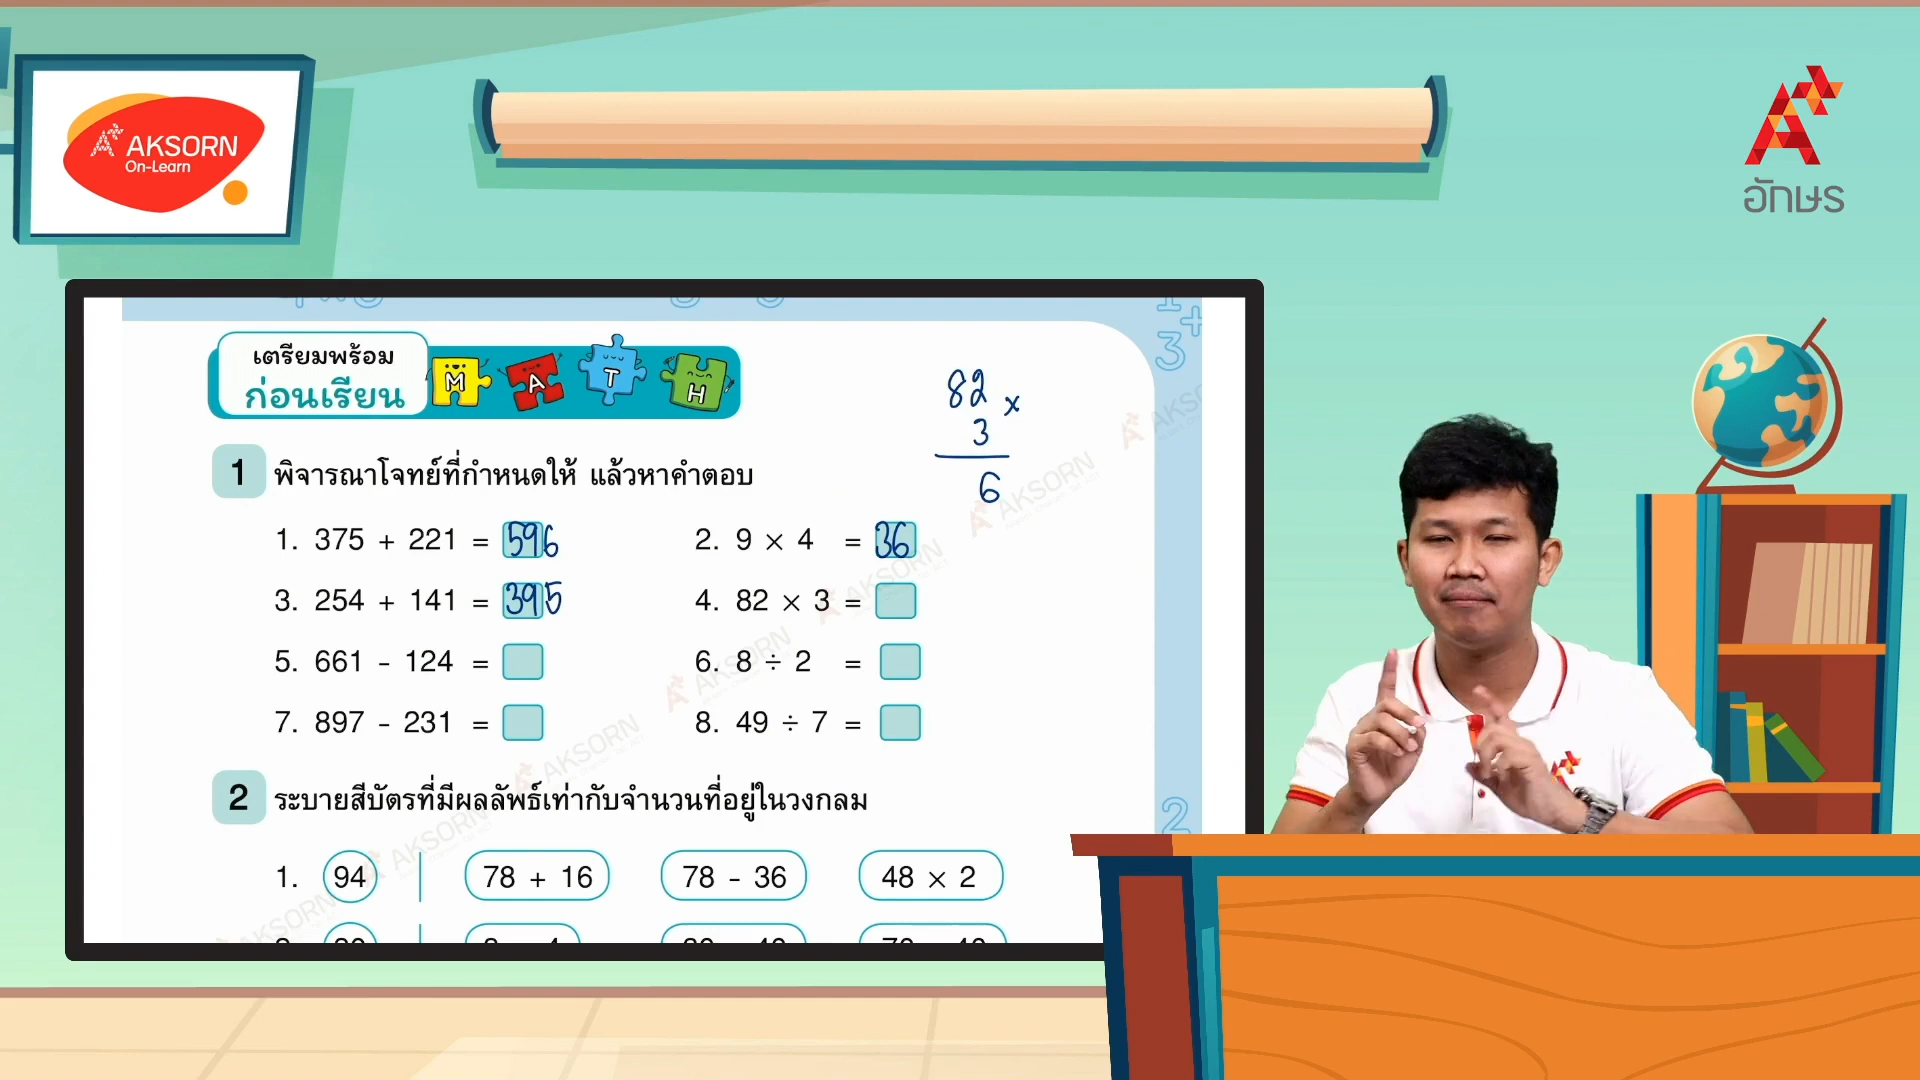 AKSORN
On-Learn
อักษร
เตรียมพร้อม
ก่อนเรียน
M A T H
82 ×
3
6
1 พิจารณาโจทย์ที่กำหนดให้ แล้วหาคำตอบ
1. 375 + 221 = 596
2. 9 × 4 = 36
3. 254 + 141 = 395
4. 82 × 3 =
5. 661 - 124 =
6. 8 ÷ 2 =
7. 897 - 231 =
8. 49 ÷ 7 =
2 ระบายสีบัตรที่มีผลลัพธ์เท่ากับจำนวนที่อยู่ในวงกลม
1. 94 78 + 16 78 - 36 48 × 2